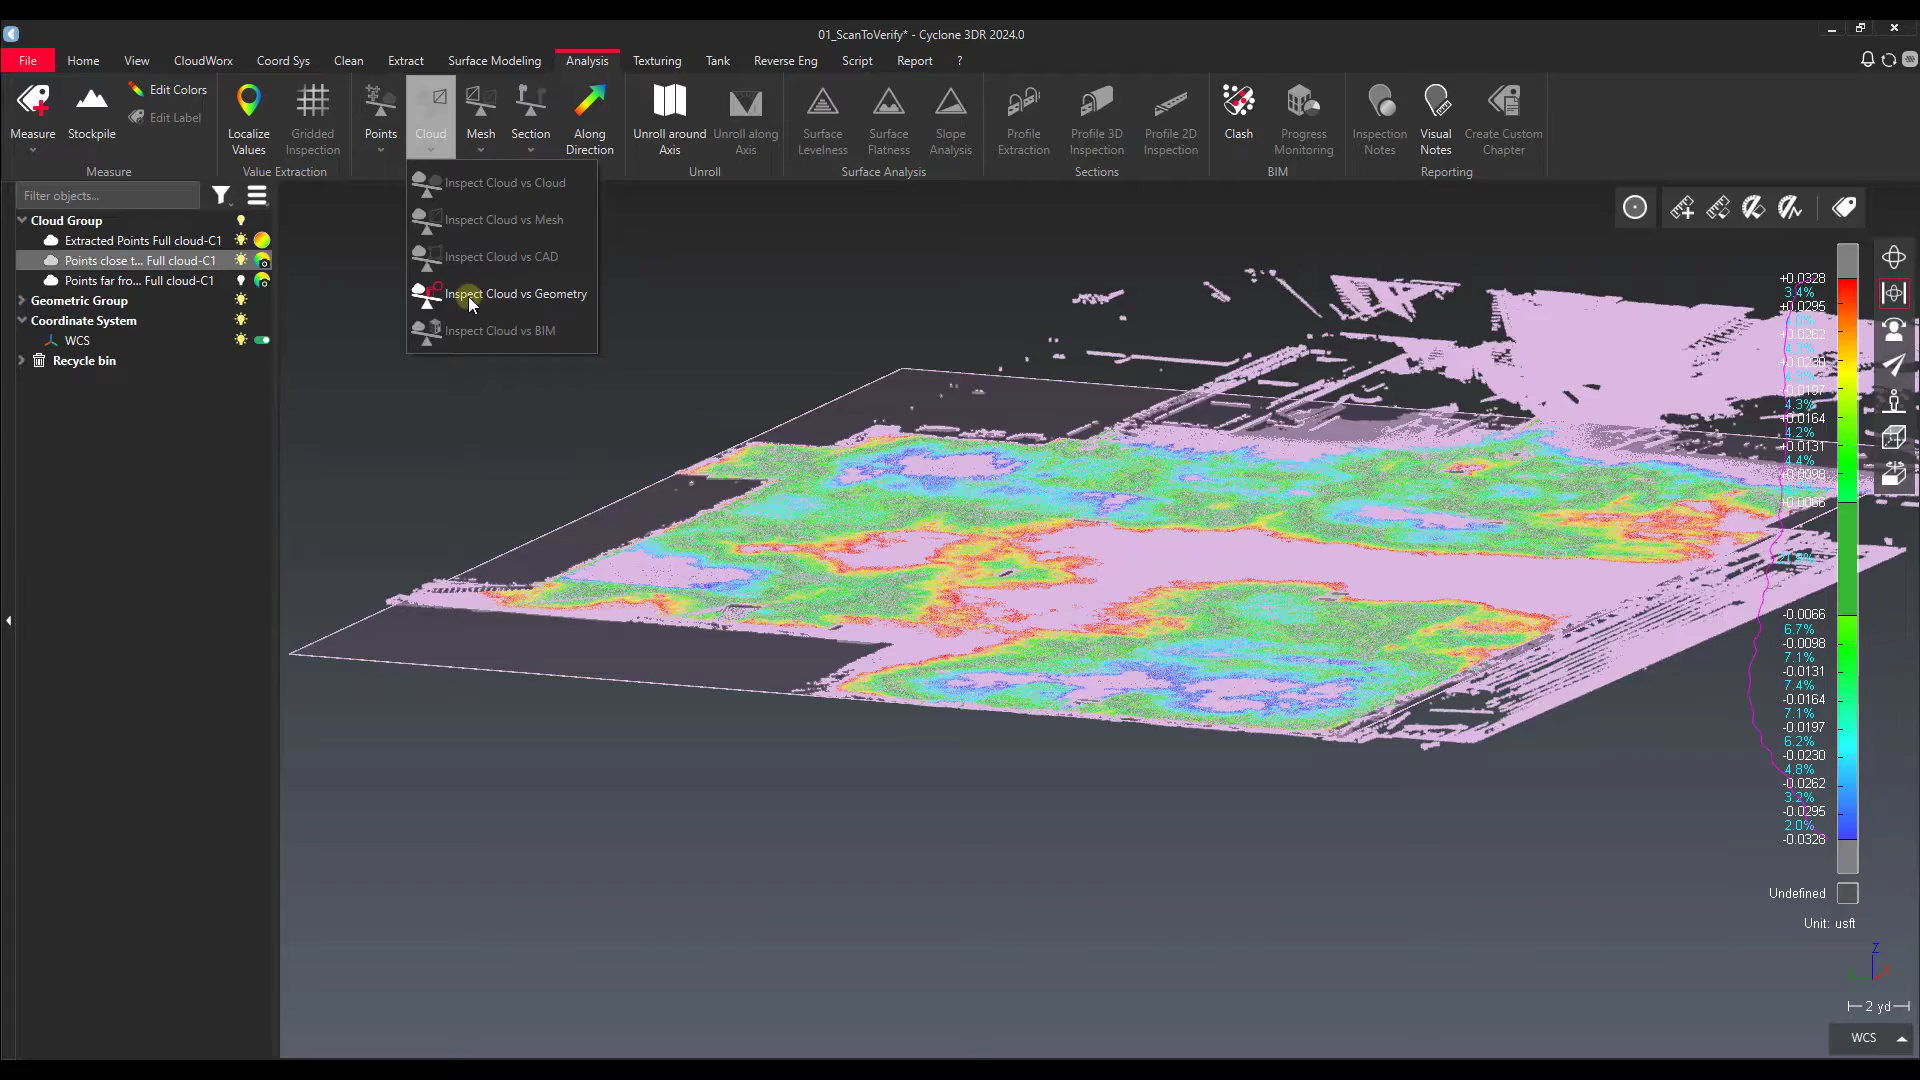 01_ScanToVerify* - Cyclone 3DR 2024.0
File Home View CloudWorx Coord Sys Clean Extract Surface Modeling Analysis Texturing Tank Reverse Eng Script Report ?
Measure
Stockpile
Edit Colors
Edit Label
Localize Values
Gridded Inspection
Points
Cloud
Mesh
Section
Along Direction
Unroll around Axis
Unroll along Axis
Surface Levelness
Surface Flatness
Slope Analysis
Profile Extraction
Profile 3D Inspection
Profile 2D Inspection
Clash
Progress Monitoring
Inspection Notes
Visual Notes
Create Custom Chapter
Measure Value Extraction Unroll Surface Analysis Sections BIM Reporting
Inspect Cloud vs Cloud
Inspect Cloud vs Mesh
Inspect Cloud vs CAD
Inspect Cloud vs Geometry
Inspect Cloud vs BIM
Filter objects...
Cloud Group
Extracted Points Full cloud-C1
Points close t... Full cloud-C1
Points far fro... Full cloud-C1
Geometric Group
Coordinate System
WCS
Recycle bin
+0.0328
3.4%
+0.0295
+0.0262
+0.0230
+0.0197
4.3%
+0.0164
4.2%
+0.0131
4.4%
+0.0098
+0.0066
-0.0066
6.7%
-0.0098
7.1%
-0.0131
7.4%
-0.0164
7.1%
-0.0197
6.2%
-0.0230
4.8%
-0.0262
3.2%
-0.0295
2.0%
-0.0328
Undefined
Unit: usft
Z
2 yd
WCS